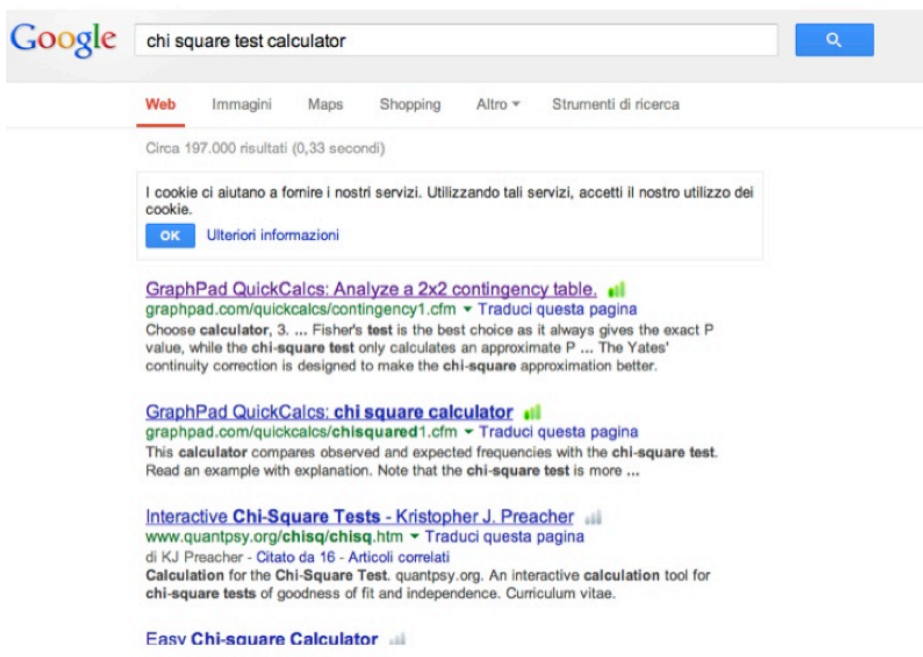 Google chi square test calculator
Web Immagini Maps Shopping Altro Strumenti di ricerca
Circa 197.000 risultati (0,33 secondi)
I cookie ci aiutano a fornire i nostri servizi. Utilizzando tali servizi, accetti il nostro utilizzo dei
cookie.
OK Ulteriori informazioni
GraphPad QuickCalcs: Analyze a 2x2 contingency table.
graphpad.com/quickcalcs/contingency1.cfm Traduci questa pagina
Choose calculator, 3. ... Fisher's test is the best choice as it always gives the exact P
value, while the chi-square test only calculates an approximate P ... The Yates'
continuity correction is designed to make the chi-square approximation better.
GraphPad QuickCalcs: chi square calculator
graphpad.com/quickcalcs/chisquared1.cfm Traduci questa pagina
This calculator compares observed and expected frequencies with the chi-square test.
Read an example with explanation. Note that the chi-square test is more ...
Interactive Chi-Square Tests - Kristopher J. Preacher
www.quantpsy.org/chisq/chisq.htm Traduci questa pagina
di KJ Preacher - Citato da 16 - Articoli correlati
Calculation for the Chi-Square Test. quantpsy.org. An interactive calculation tool for
chi-square tests of goodness of fit and independence. Curriculum vitae.
Easy Chi-square Calculator